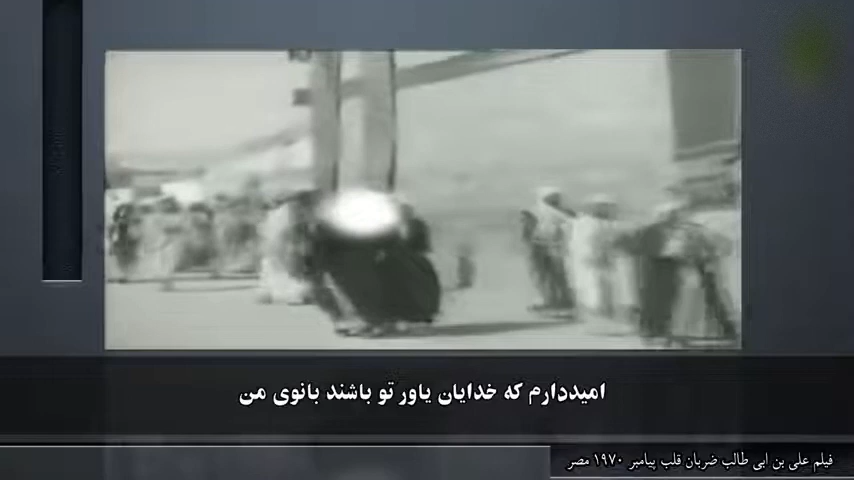 امیددارم که خدایان یاور تو باشند بانوی من
فیلم علی بن ابی طالب ضربان قلب پیامبر ۱۹۷۰ مصر